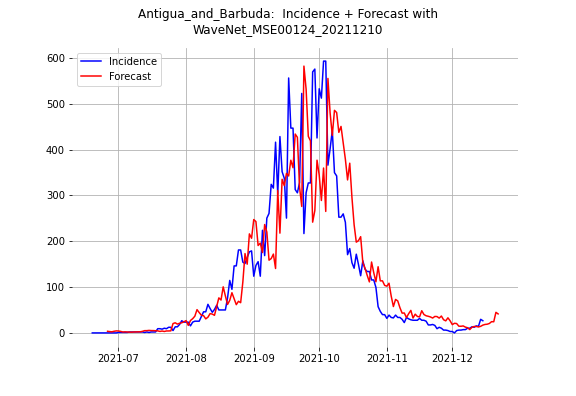 Antigua_and_Barbuda:  Incidence + Forecast with
WaveNet_MSE00124_20211210
Incidence
Forecast
600
500
400
300
200
100
0
2021-07 2021-08 2021-09 2021-10 2021-11 2021-12